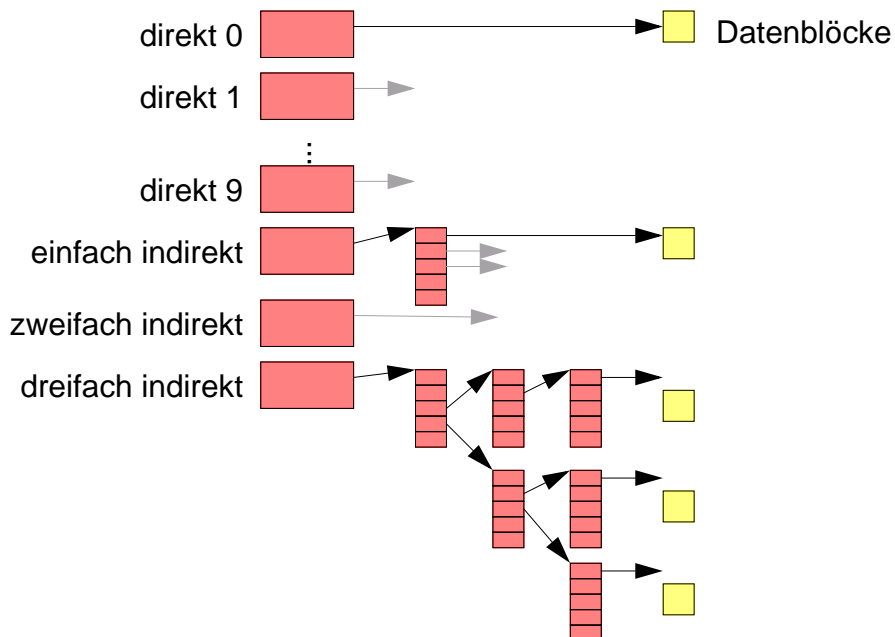 direkt 0
Datenblöcke
direkt 1
direkt 9
einfach indirekt
zweifach indirekt
dreifach indirekt